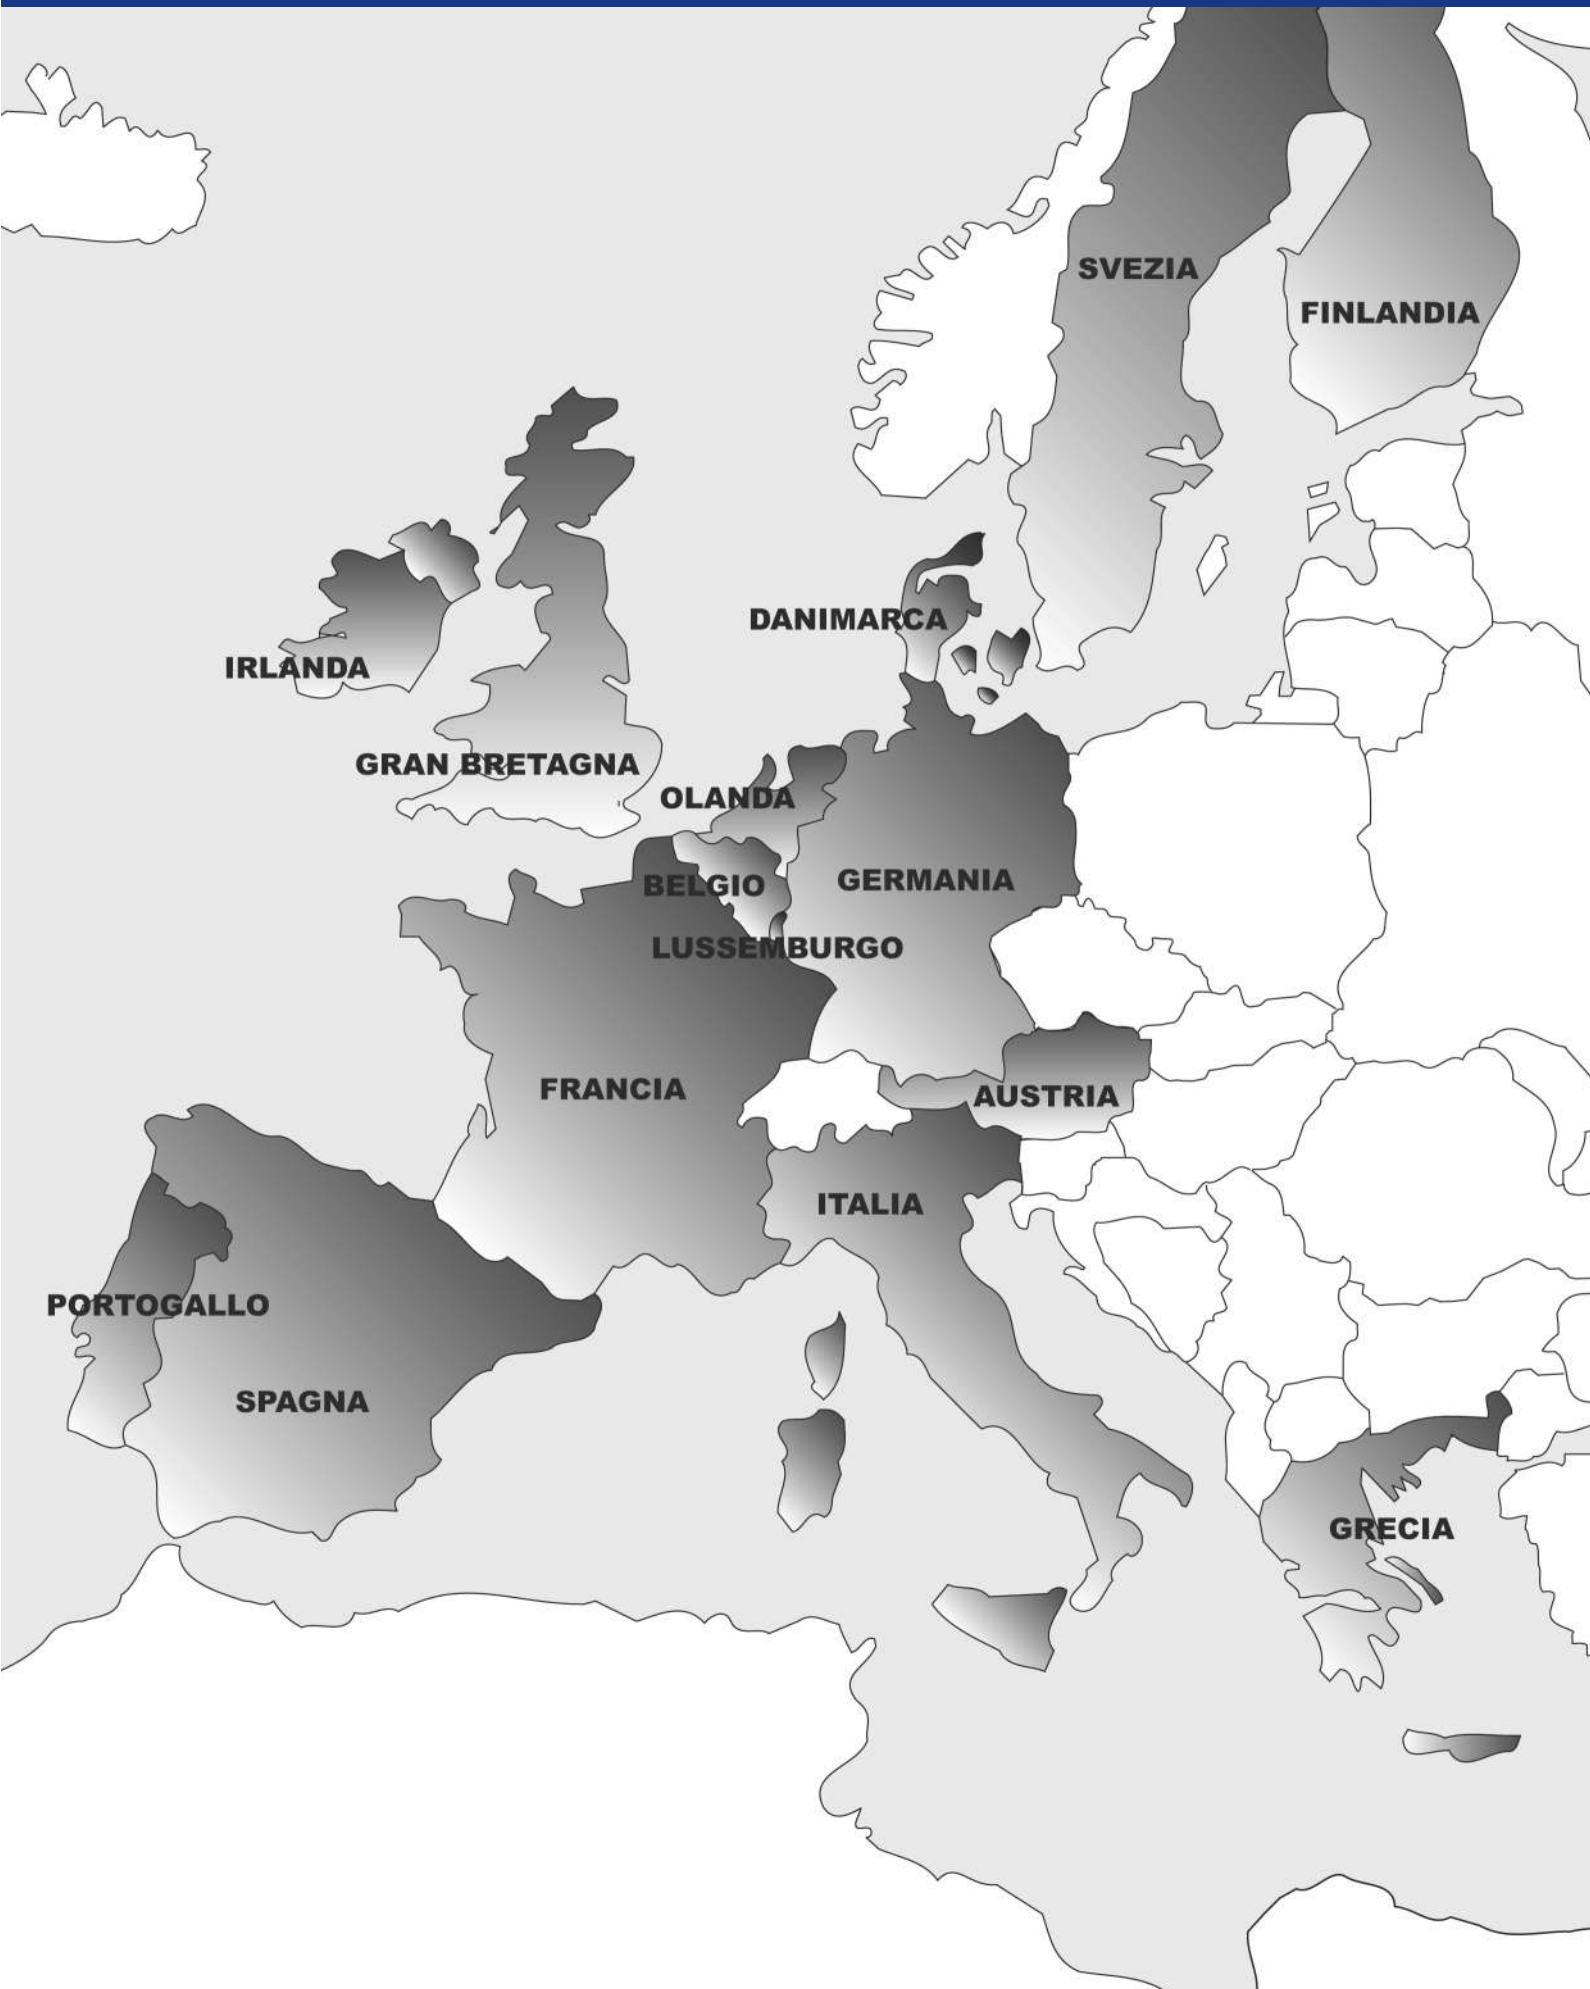 SVEZIA
FINLANDIA
DANIMARCA
IRLANDA
GRAN BRETAGNA
OLANDA
BELGIO
GERMANIA
LUSSEMBURGO
FRANCIA
AUSTRIA
ITALIA
PORTOGALLO
SPAGNA
GRECIA